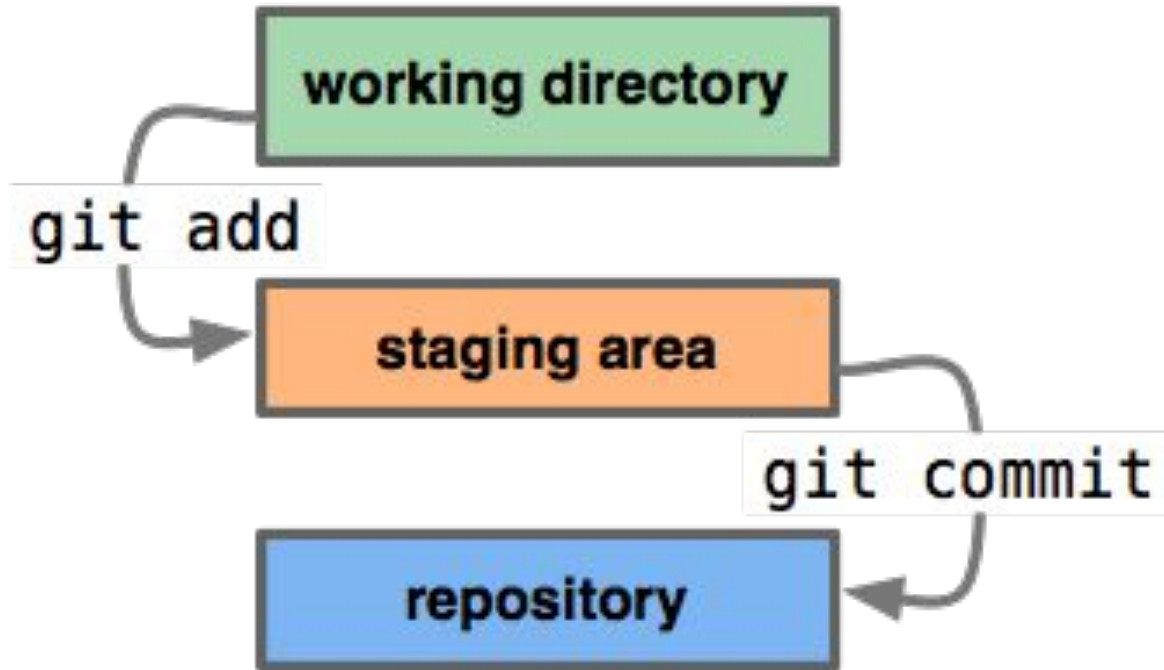 working directory
git add
staging area
git commit
repository